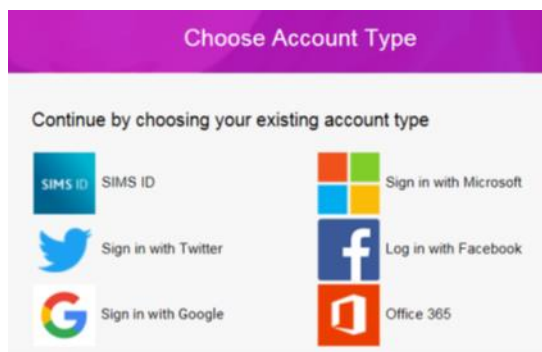 Choose Account Type
Continue by choosing your existing account type
SIMS ID SIMS ID
Sign in with Microsoft
Sign in with Twitter
Log in with Facebook
Sign in with Google
Office 365